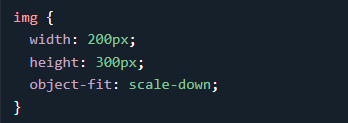 img {
  width: 200px;
  height: 300px;
  object-fit: scale-down;
}